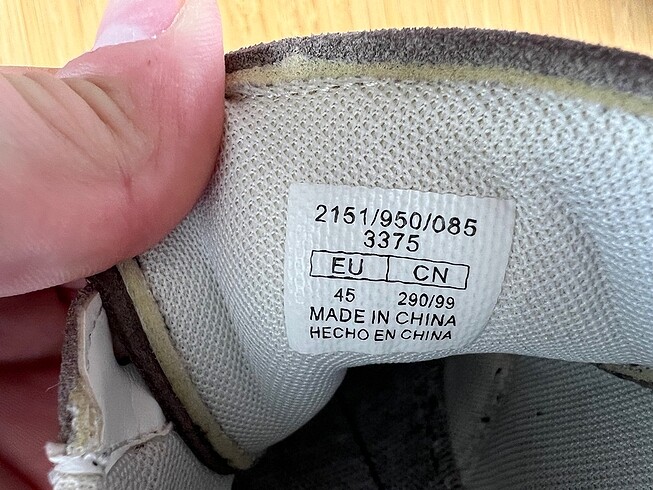 2151/950/085
3375
EU CN
45 290/99
MADE IN CHINA
HECHO EN CHINA